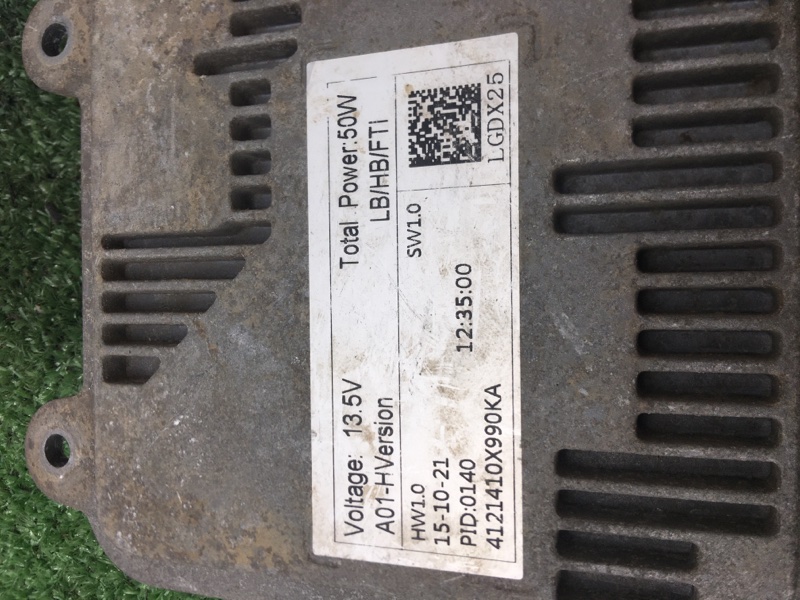 Voltage: 13.5V Total Power:50W
A01-HVersion LB/HB/FTI
HW1.0 SW1.0
15-10-21 12:35:00
PID:0140
4121410X990KA LGDX25